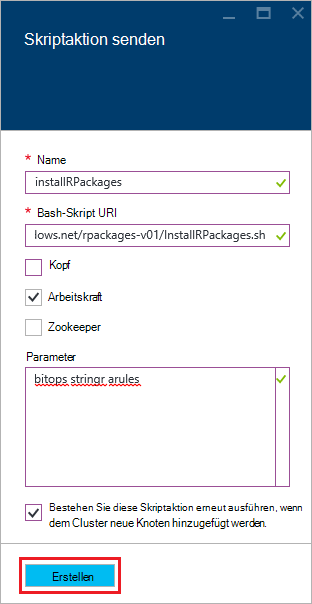 Skriptaktion senden
* Name
installRPackages
* Bash-Skript URI
lows.net/rpackages-v01/InstallRPackages.sh
Kopf
Arbeitskraft
Zookeeper
Parameter
bitops stringr arules
Bestehen Sie diese Skriptaktion erneut ausführen, wenn
dem Cluster neue Knoten hinzugefügt werden.
Erstellen